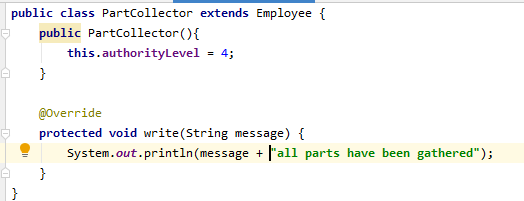 public class PartCollector extends Employee {
    public PartCollector(){
        this.authorityLevel = 4;
    }
    @Override
    protected void write(String message) {
        System.out.println(message + "all parts have been gathered");
    }
}